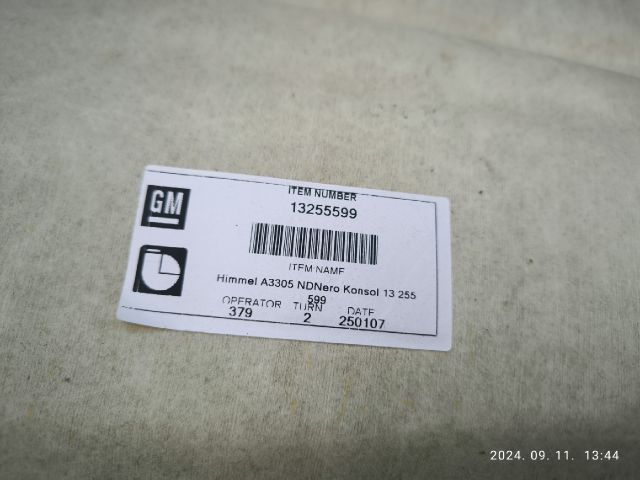 GM
ITEM NUMBER
13255599
ITEM NAME
Himmel A3305 NDNero Konsol 13 255
599
OPERATOR TURN DATE
379 2 250107
2024. 09. 11. 13:44